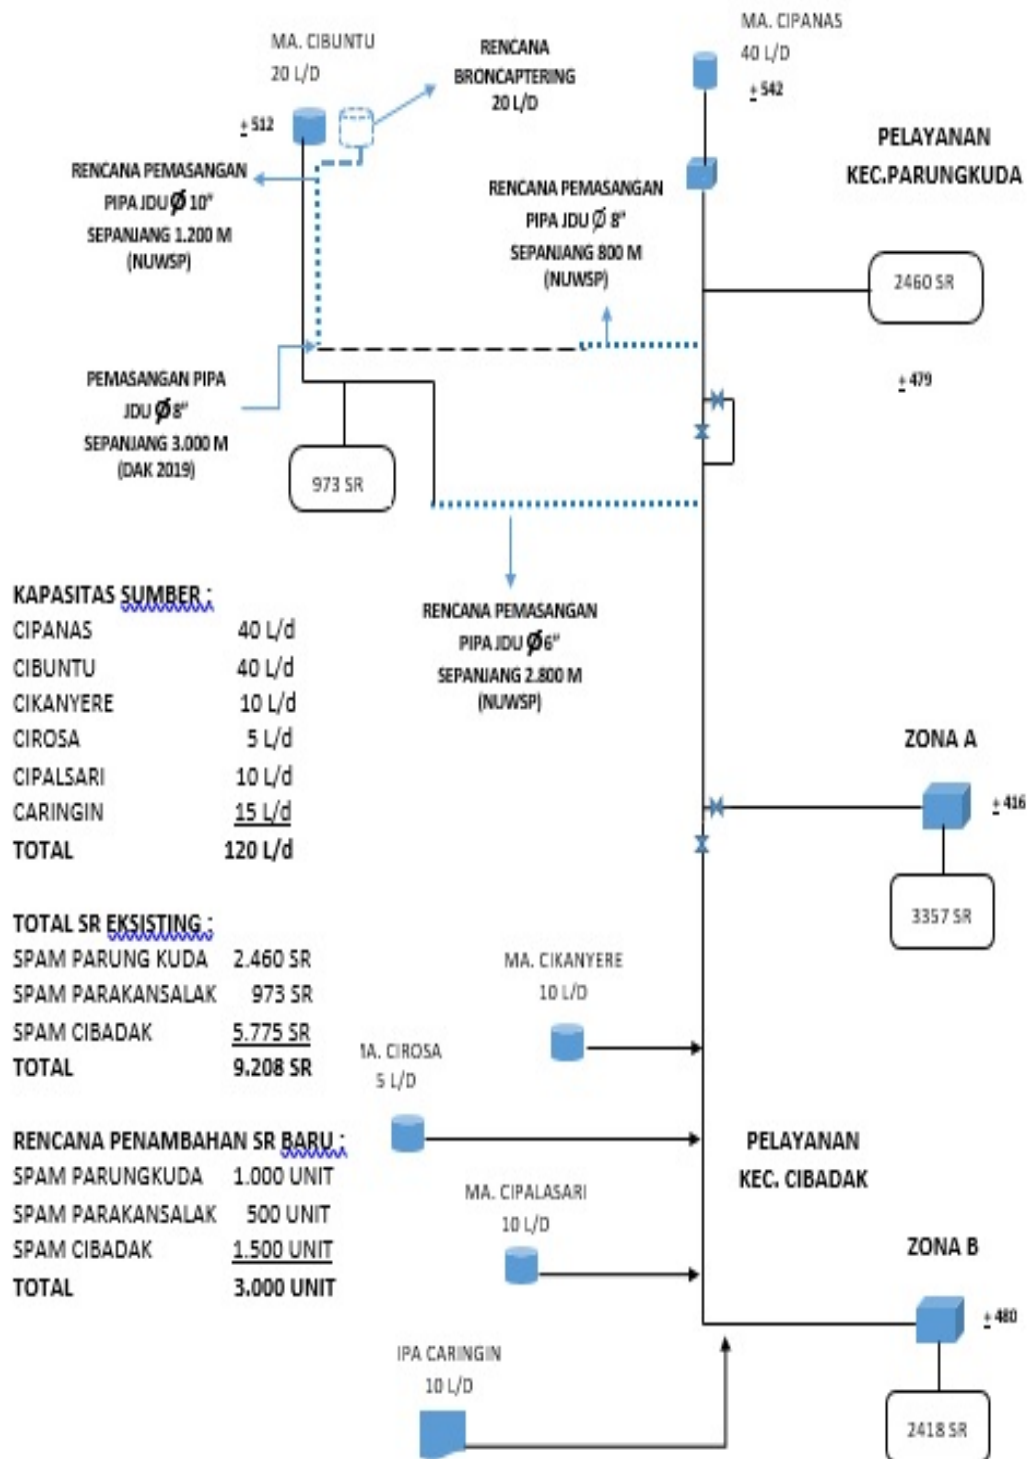 MA. CIBUNTU
20 L/D
± 512
RENCANA
BRONCAPTERING
20 L/D
MA. CIPANAS
40 L/D
± 542
PELAYANAN
KEC.PARUNGKUDA
RENCANA PEMASANGAN
PIPA JDU Ø 10"
SEPANJANG 1.200 M
(NUWSP)
RENCANA PEMASANGAN
PIPA JDU Ø 8"
SEPANJANG 800 M
(NUWSP)
2460 SR
± 479
PEMASANGAN PIPA
JDU Ø 8"
SEPANJANG 3.000 M
(DAK 2019)
973 SR
RENCANA PEMASANGAN
PIPA JDU Ø 6"
SEPANJANG 2.800 M
(NUWSP)
KAPASITAS SUMBER :
CIPANAS 40 L/d
CIBUNTU 40 L/d
CIKANYERE 10 L/d
CIROSA 5 L/d
CIPALSARI 10 L/d
CARINGIN 15 L/d
TOTAL 120 L/d
ZONA A
± 416
3357 SR
TOTAL SR EKSISTING :
SPAM PARUNG KUDA 2.460 SR
SPAM PARAKANSALAK 973 SR
SPAM CIBADAK 5.775 SR
TOTAL 9.208 SR
MA. CIKANYERE
10 L/D
IA. CIROSA
5 L/D
RENCANA PENAMBAHAN SR BARU :
SPAM PARUNGKUDA 1.000 UNIT
SPAM PARAKANSALAK 500 UNIT
SPAM CIBADAK 1.500 UNIT
TOTAL 3.000 UNIT
MA. CIPALASARI
10 L/D
PELAYANAN
KEC. CIBADAK
ZONA B
± 480
2418 SR
IPA CARINGIN
10 L/D